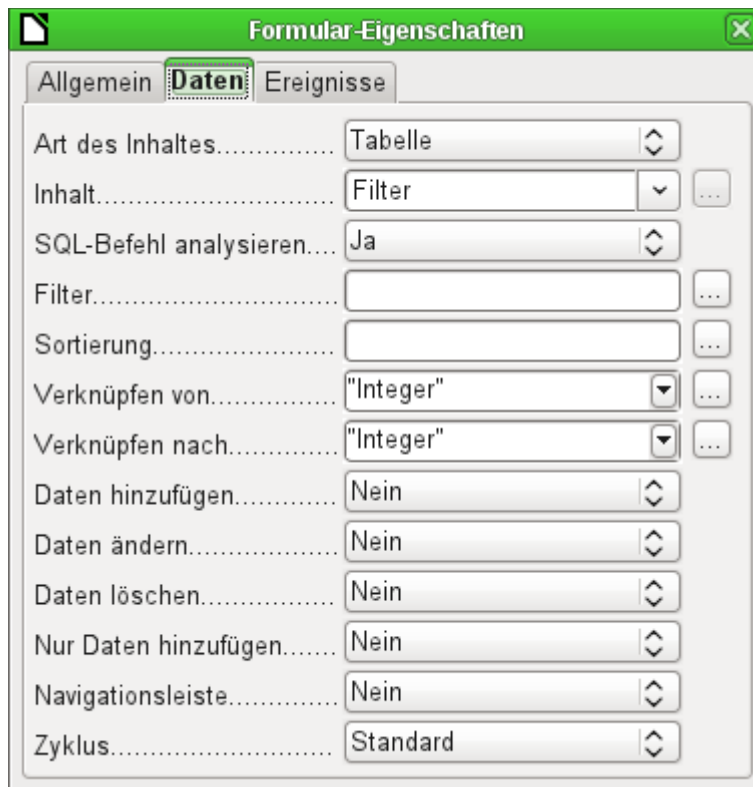 Formular-Eigenschaften
Allgemein Daten Ereignisse
Art des Inhaltes............... Tabelle
Inhalt............................ Filter ...
SQL-Befehl analysieren.... Ja
Filter............................. ...
Sortierung...................... ...
Verknüpfen von............... "Integer" ...
Verknüpfen nach............. "Integer" ...
Daten hinzufügen............ Nein
Daten ändern.................. Nein
Daten löschen................. Nein
Nur Daten hinzufügen....... Nein
Navigationsleiste............. Nein
Zyklus........................... Standard